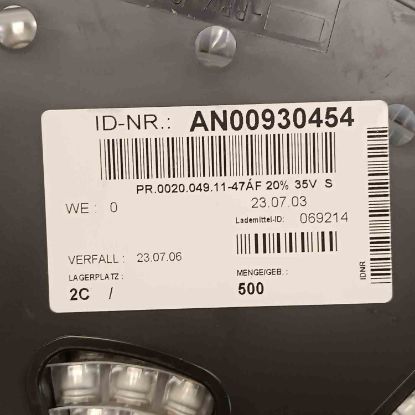 ID-NR.: AN00930454
PR.0020.049.11-47ÁF 20% 35V S
WE : 0 23.07.03
Lademittel-ID: 069214
VERFALL : 23.07.06
LAGERPLATZ : MENGE/GEB. :
2C / 500
IDNR